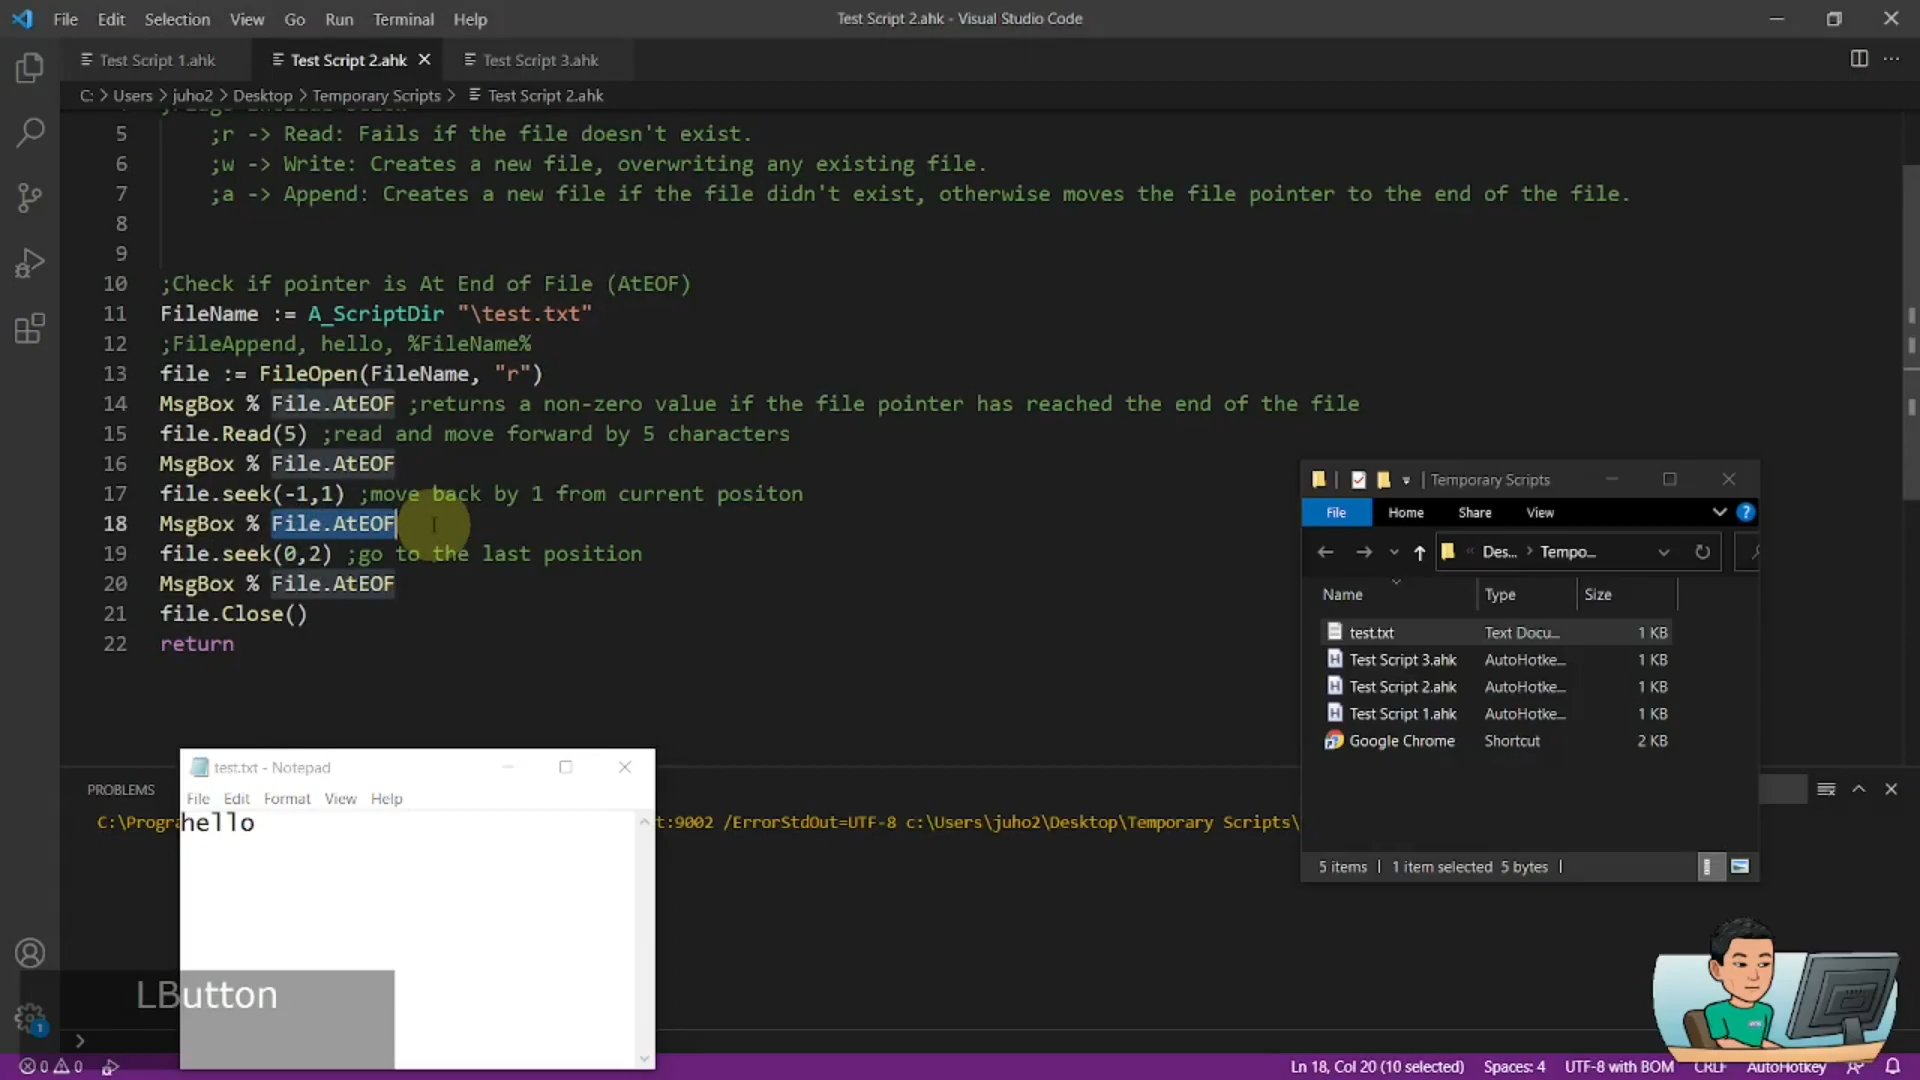 File Edit Selection View Go Run Terminal Help
Test Script 2.ahk - Visual Studio Code
Test Script 1.ahk
Test Script 2.ahk
Test Script 3.ahk
C: > Users > juho2 > Desktop > Temporary Scripts > Test Script 2.ahk
5 ;r -> Read: Fails if the file doesn't exist.
6 ;w -> Write: Creates a new file, overwriting any existing file.
7 ;a -> Append: Creates a new file if the file didn't exist, otherwise moves the file pointer to the end of the file.
8
9
10 ;Check if pointer is At End of File (AtEOF)
11 FileName := A_ScriptDir "\test.txt"
12 ;FileAppend, hello, %FileName%
13 file := FileOpen(FileName, "r")
14 MsgBox % File.AtEOF ;returns a non-zero value if the file pointer has reached the end of the file
15 file.Read(5) ;read and move forward by 5 characters
16 MsgBox % File.AtEOF
17 file.seek(-1,1) ;move back by 1 from current positon
18 MsgBox % File.AtEOF
19 file.seek(0,2) ;go to the last position
20 MsgBox % File.AtEOF
21 file.Close()
22 return
Temporary Scripts
File Home Share View
Des... > Tempo...
Name Type Size
test.txt Text Docu... 1 KB
Test Script 3.ahk AutoHotke... 1 KB
Test Script 2.ahk AutoHotke... 1 KB
Test Script 1.ahk AutoHotke... 1 KB
Google Chrome Shortcut 2 KB
5 items | 1 item selected 5 bytes |
PROBLEMS
C:\Progra
t:9002 /ErrorStdOut=UTF-8 c:\Users\juho2\Desktop\Temporary Scripts\
test.txt - Notepad
File Edit Format View Help
hello
LButton
1
0 0
Ln 18, Col 20 (10 selected) Spaces: 4 UTF-8 with BOM CRLF AutoHotkey